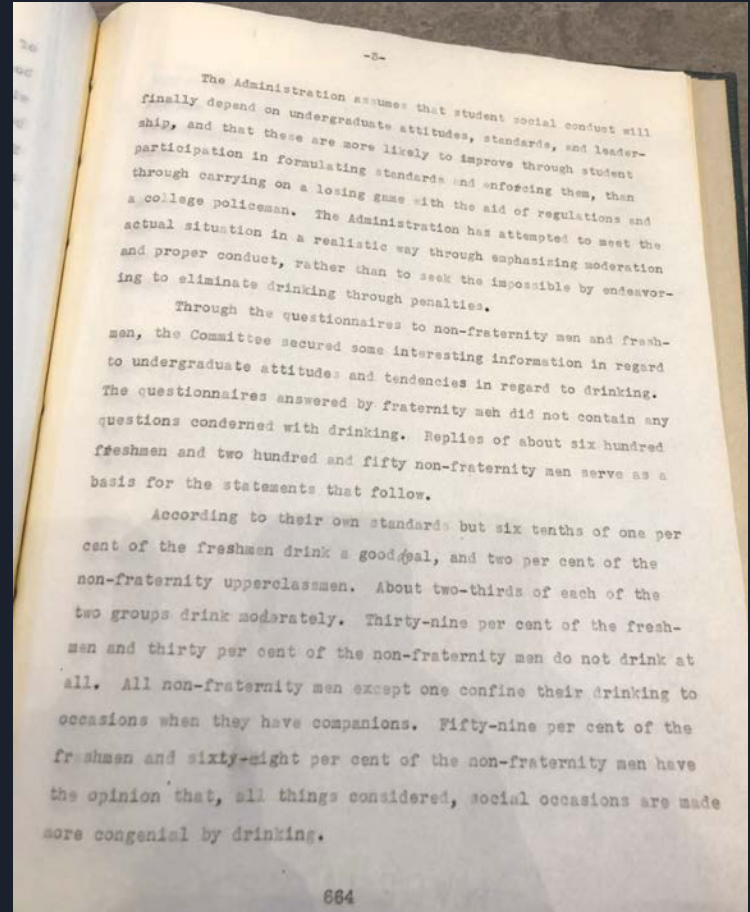 -3-
The Administration assumes that student social conduct will
finally depend on undergraduate attitudes, standards, and leader-
ship, and that these are more likely to improve through student
participation in formulating standards and enforcing them, than
through carrying on a losing game with the aid of regulations and
a college policeman. The Administration has attempted to meet the
actual situation in a realistic way through emphasizing moderation
and proper conduct, rather than to seek the impossible by endeavor-
ing to eliminate drinking through penalties.
Through the questionnaires to non-fraternity men and fresh-
men, the Committee secured some interesting information in regard
to undergraduate attitudes and tendencies in regard to drinking.
The questionnaires answered by fraternity meh did not contain any
questions conderned with drinking. Replies of about six hundred
freshmen and two hundred and fifty non-fraternity men serve as a
basis for the statements that follow.
According to their own standards but six tenths of one per
cent of the freshmen drink a good deal, and two per cent of the
non-fraternity upperclassmen. About two-thirds of each of the
two groups drink moderately. Thirty-nine per cent of the fresh-
men and thirty per cent of the non-fraternity men do not drink at
all. All non-fraternity men except one confine their drinking to
occasions when they have companions. Fifty-nine per cent of the
freshmen and sixty-eight per cent of the non-fraternity men have
the opinion that, all things considered, social occasions are made
more congenial by drinking.
664